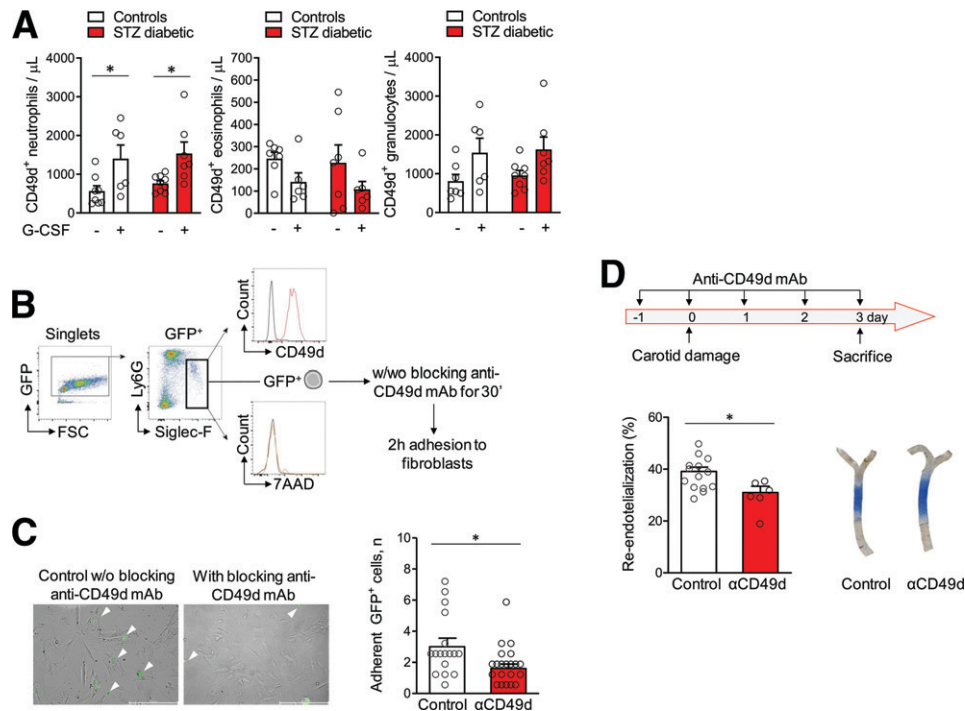 A
Controls
STZ diabetic
Controls
STZ diabetic
Controls
STZ diabetic
CD49d⁺ neutrophils / µL
4000
3000
2000
1000
0
*
*
CD49d⁺ eosinophils / µL
700
600
500
400
300
200
100
0
CD49d⁺ granulocytes / µL
4000
3000
2000
1000
0
G-CSF - + - +
- + - +
- + - +
B
Singlets
GFP
FSC
GFP⁺
Ly6G
Siglec-F
Count
CD49d
GFP⁺
Count
7AAD
w/wo blocking anti-
CD49d mAb for 30'
2h adhesion to
fibroblasts
C
Control w/o blocking
anti-CD49d mAb
With blocking anti-
CD49d mAb
Adherent GFP⁺ cells, n
10
8
6
4
2
0
*
Control
αCD49d
D
Anti-CD49d mAb
-1 0 1 2 3 day
Carotid damage
Sacrifice
Re-endotelialization (%)
60
40
20
0
*
Control
αCD49d
Control
αCD49d